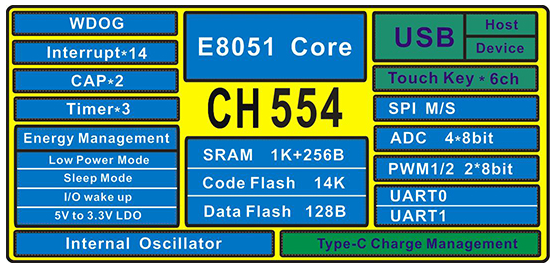 WDOG
Interrupt*14
CAP*2
Timer*3
Energy Management
Low Power Mode
Sleep Mode
I/O wake up
5V to 3.3V LDO
E8051 Core
CH554
SRAM 1K+256B
Code Flash 14K
Data Flash 128B
USB
Host
Device
Touch Key * 6ch
SPI M/S
ADC 4*8bit
PWM1/2 2*8bit
UART0
UART1
Internal Oscillator
Type-C Charge Management